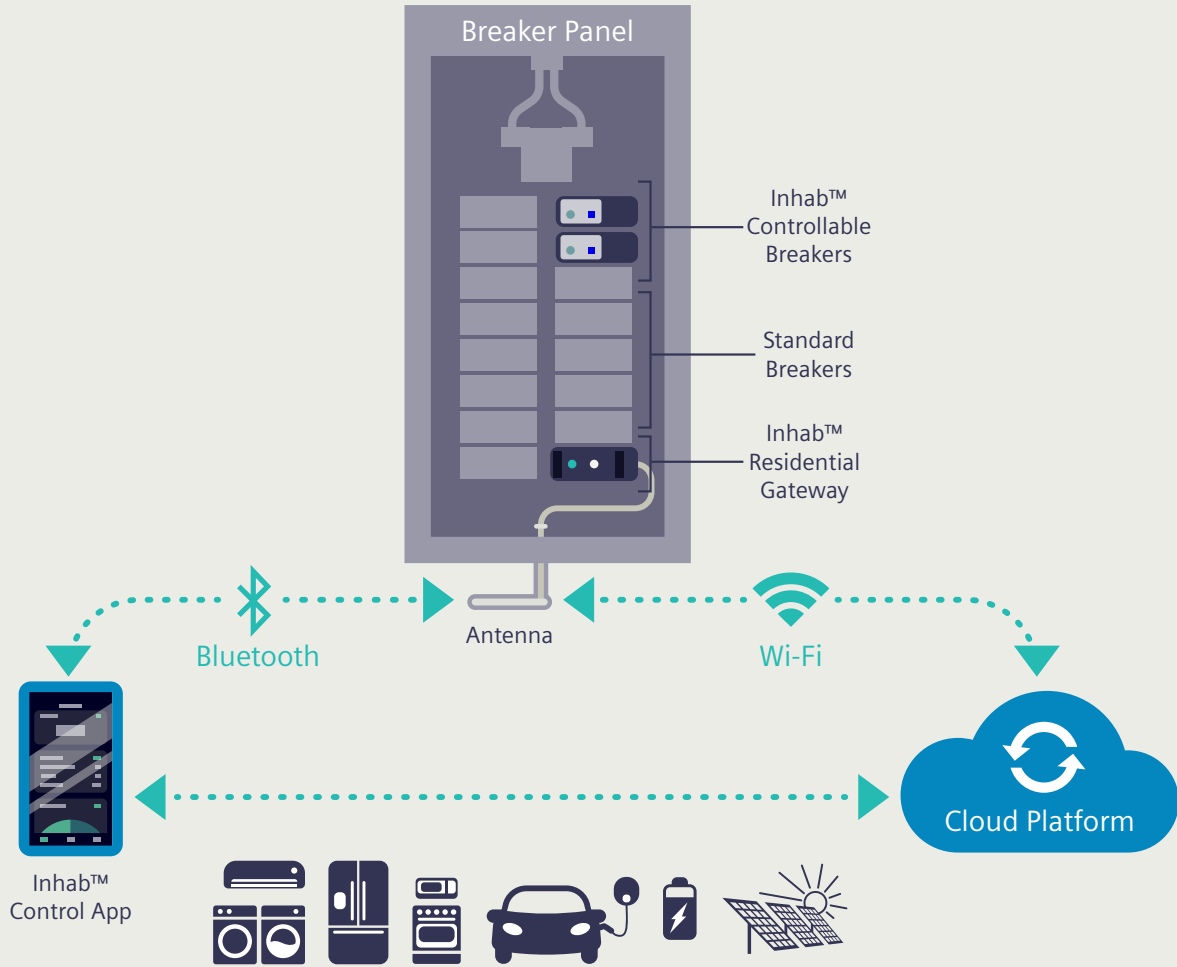 Breaker Panel
Inhab™
Controllable
Breakers
Standard
Breakers
Inhab™
Residential
Gateway
Antenna
Bluetooth
Wi-Fi
Cloud Platform
Inhab™
Control App